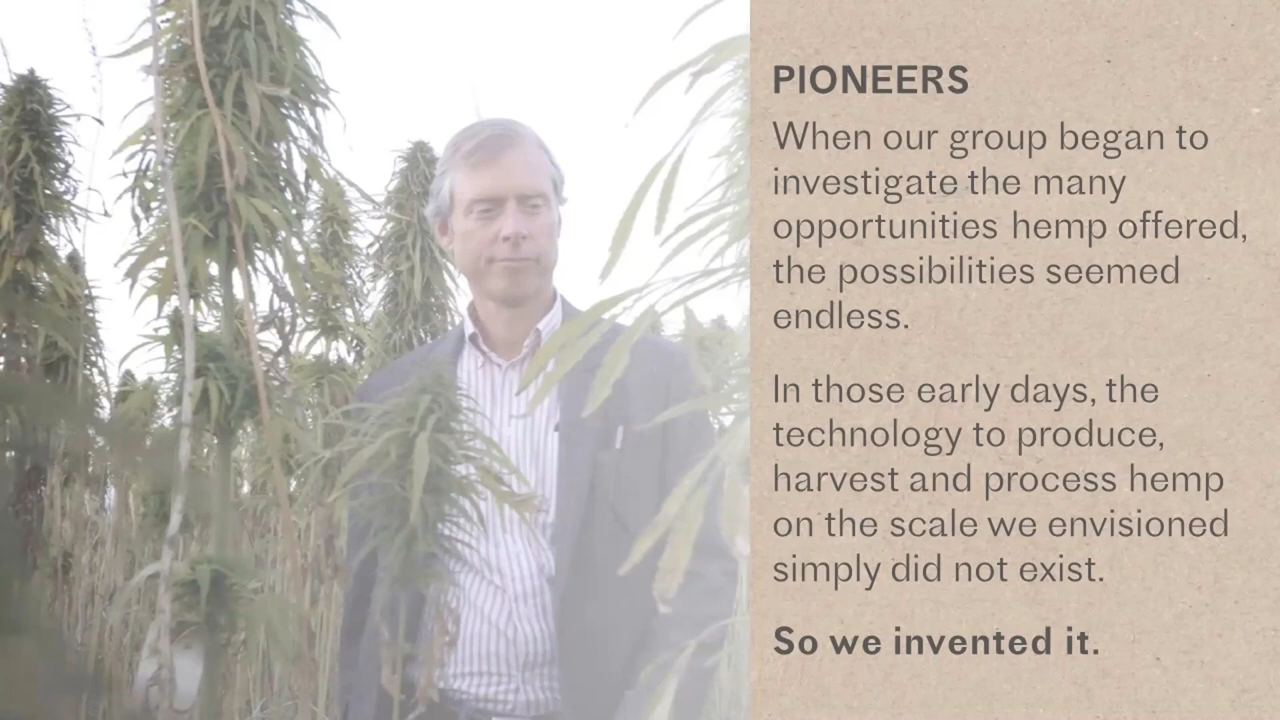 PIONEERS
When our group began to
investigate the many
opportunities hemp offered,
the possibilities seemed
endless.
In those early days, the
technology to produce,
harvest and process hemp
on the scale we envisioned
simply did not exist.
So we invented it.